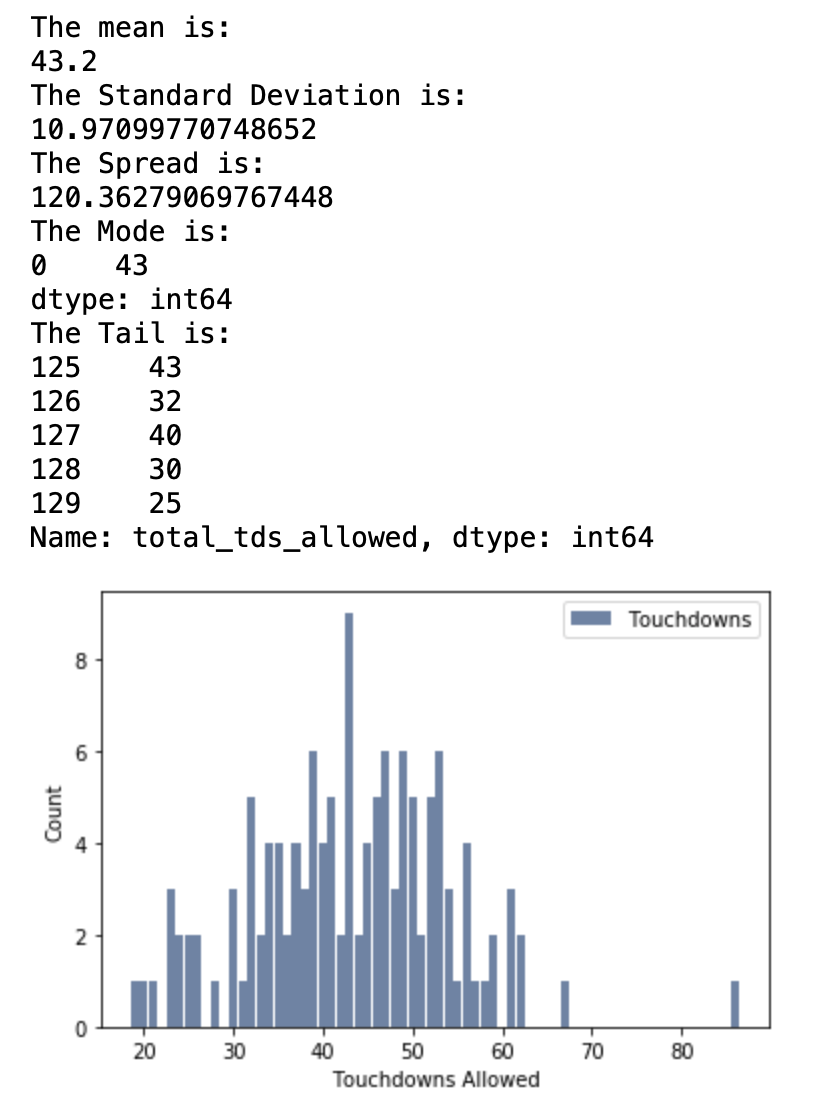 The mean is:
43.2
The Standard Deviation is:
10.97099770748652
The Spread is:
120.36279069767448
The Mode is:
0    43
dtype: int64
The Tail is:
125    43
126    32
127    40
128    30
129    25
Name: total_tds_allowed, dtype: int64
Touchdowns
8
6
4
2
0
Count
20 30 40 50 60 70 80
Touchdowns Allowed